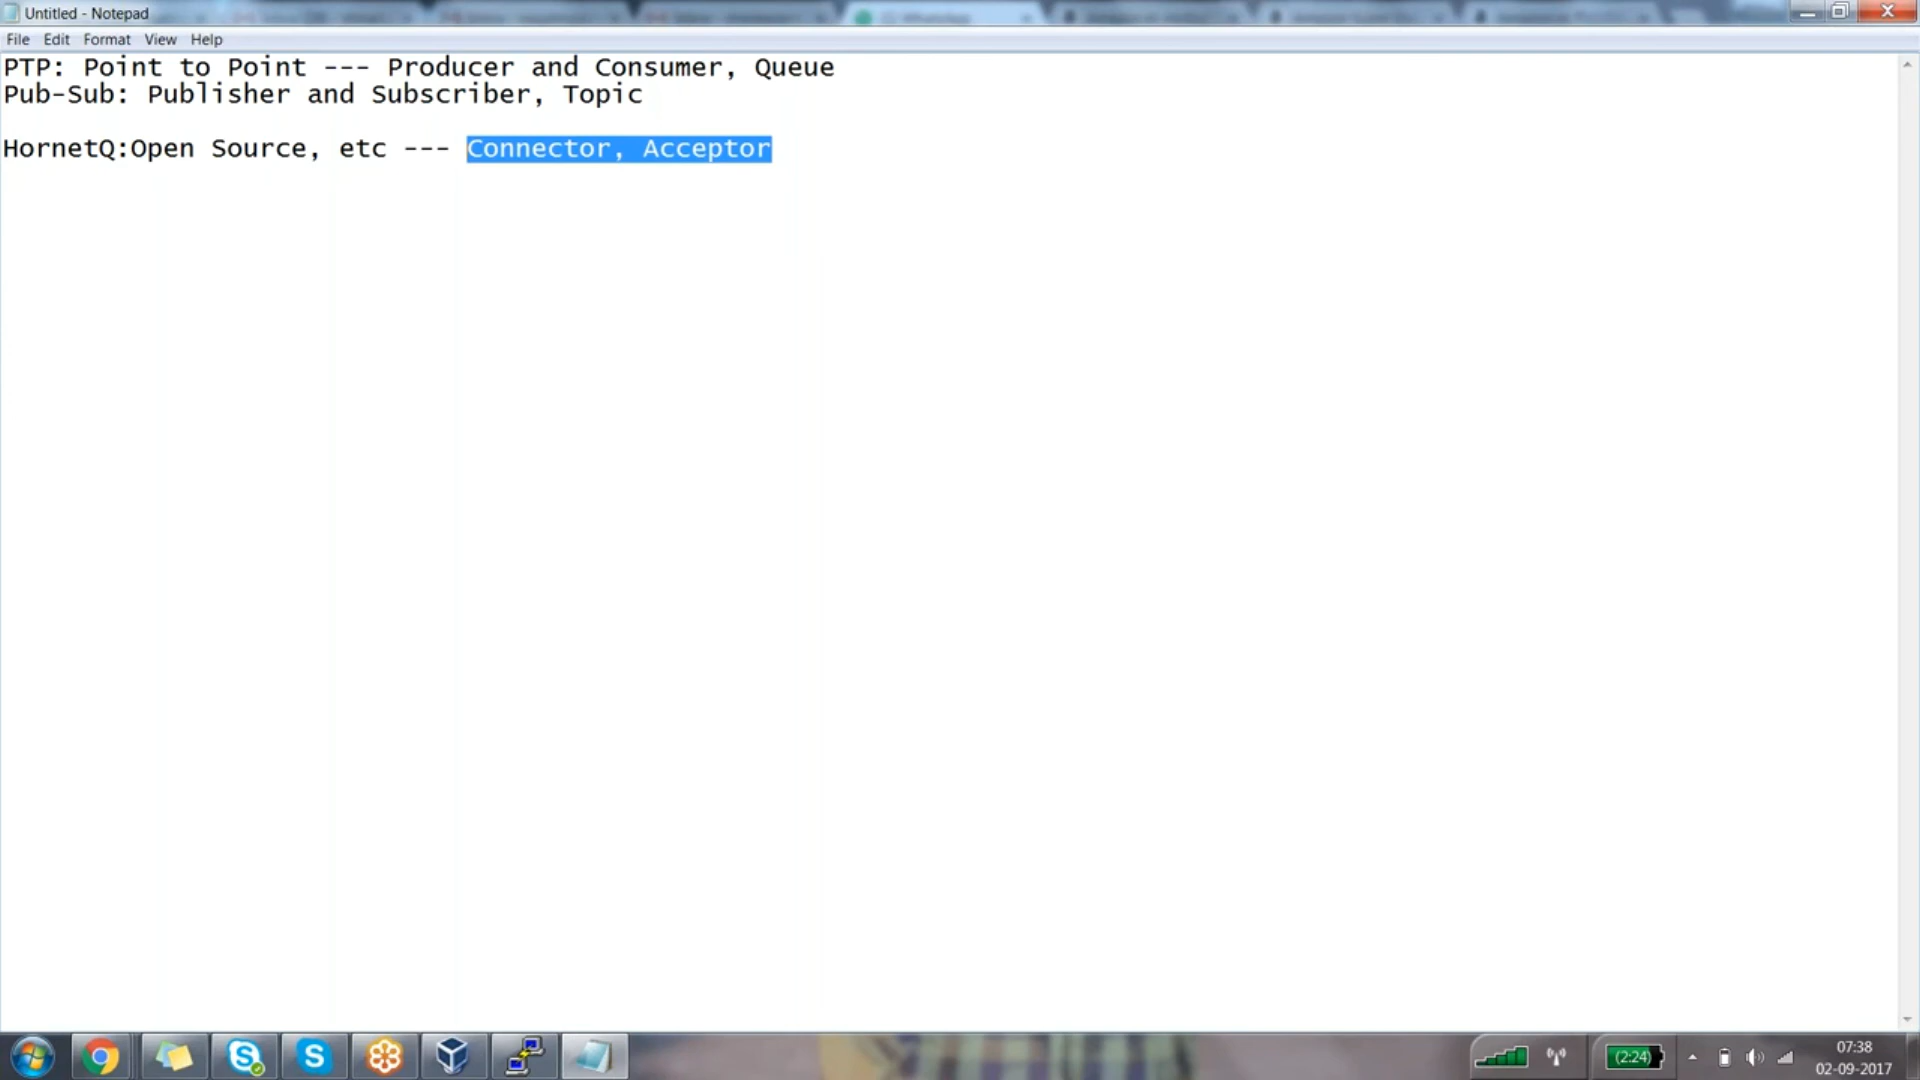 Untitled - Notepad
File Edit Format View Help
PTP: Point to Point --- Producer and Consumer, Queue
Pub-Sub: Publisher and Subscriber, Topic
HornetQ:Open Source, etc --- Connector, Acceptor
(2:24)
07:38
02-09-2017